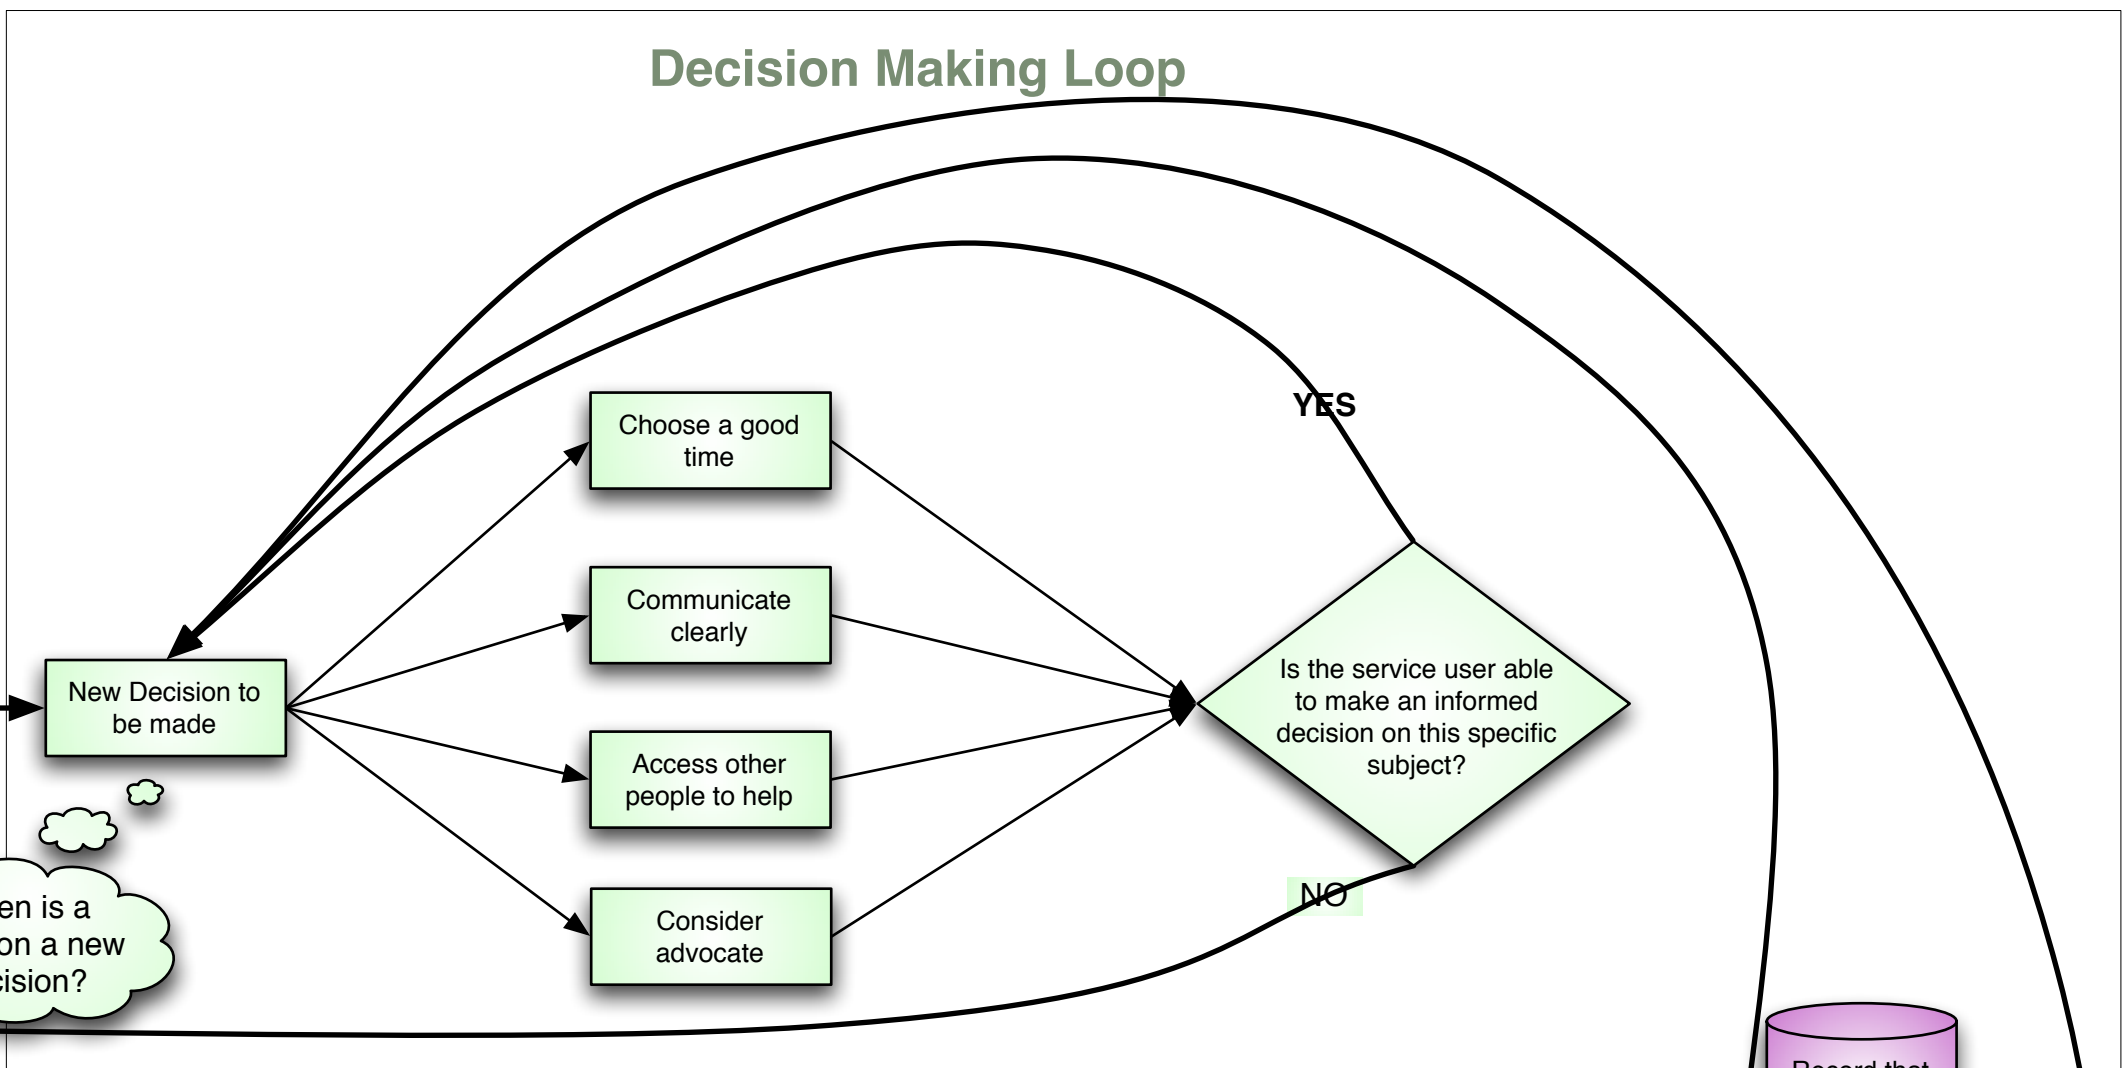 Decision Making Loop
YES
Choose a good
time
Communicate
clearly
New Decision to
be made
Is the service user able
to make an informed
decision on this specific
subject?
Access other
people to help
Consider
advocate
NO
en is a
on a new
cision?
Record that